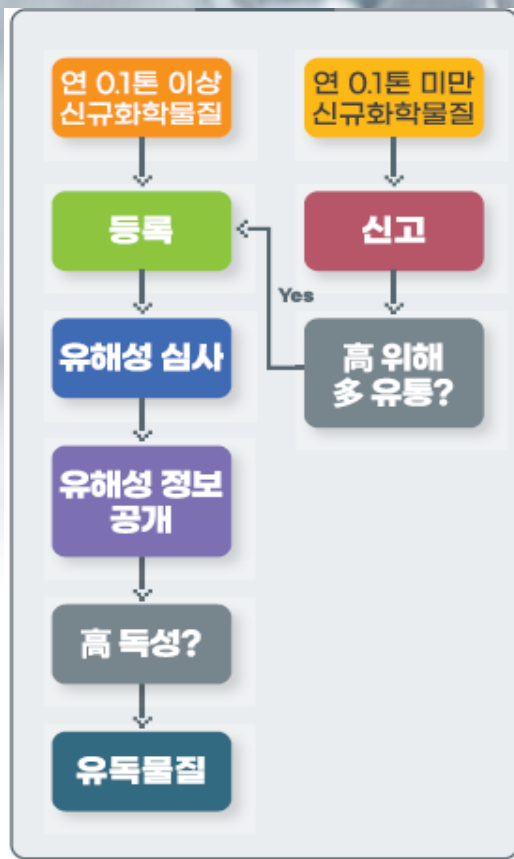 연 0.1톤 이상
신규화학물질
연 0.1톤 미만
신규화학물질
등록
신고
Yes
유해성 심사
高 위해
多 유통?
유해성 정보
공개
高 독성?
유독물질